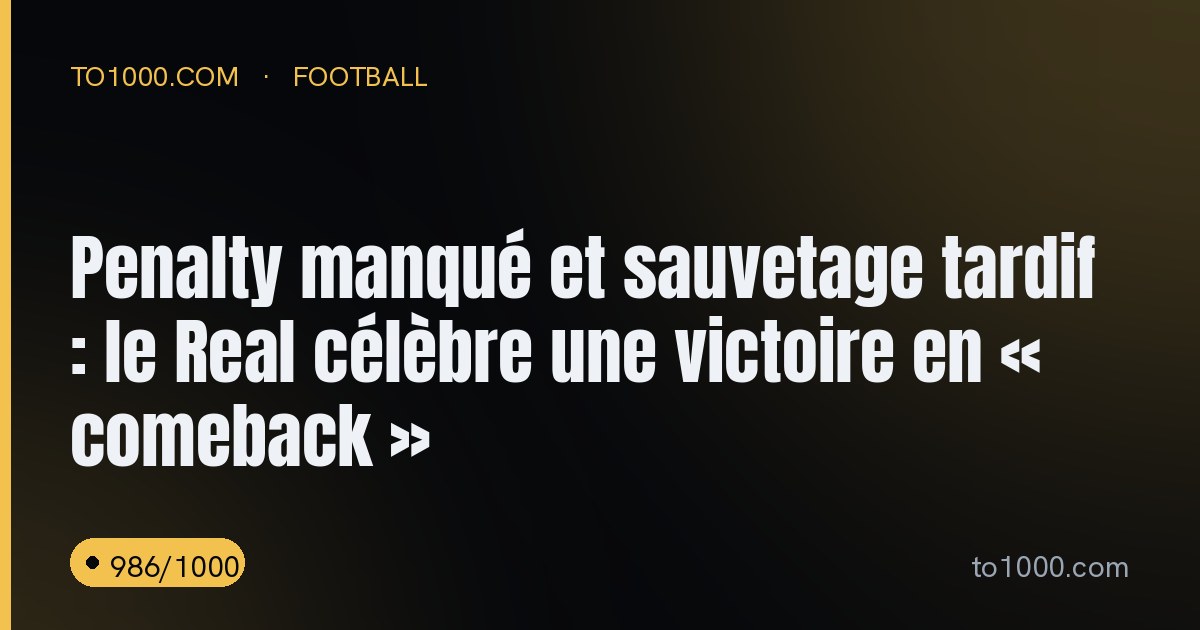 TO1000.COM · FOOTBALL
Penalty manqué et sauvetage tardif
: le Real célèbre une victoire en «
comeback »
986/1000
to1000.com